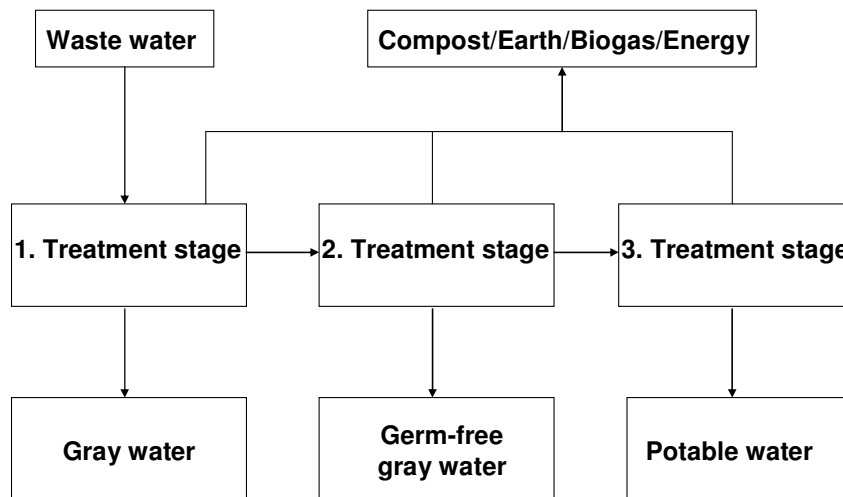 Waste water
Compost/Earth/Biogas/Energy
1. Treatment stage
2. Treatment stage
3. Treatment stage
Gray water
Germ-free
gray water
Potable water